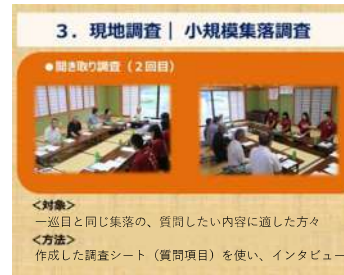 3．現地調査｜ 小規模集落調査
●聞き取り調査（２回目）
＜対象＞
一巡目と同じ集落の、質問したい内容に適した方々
＜方法＞
作成した調査シート（質問項目）を使い、インタビュー